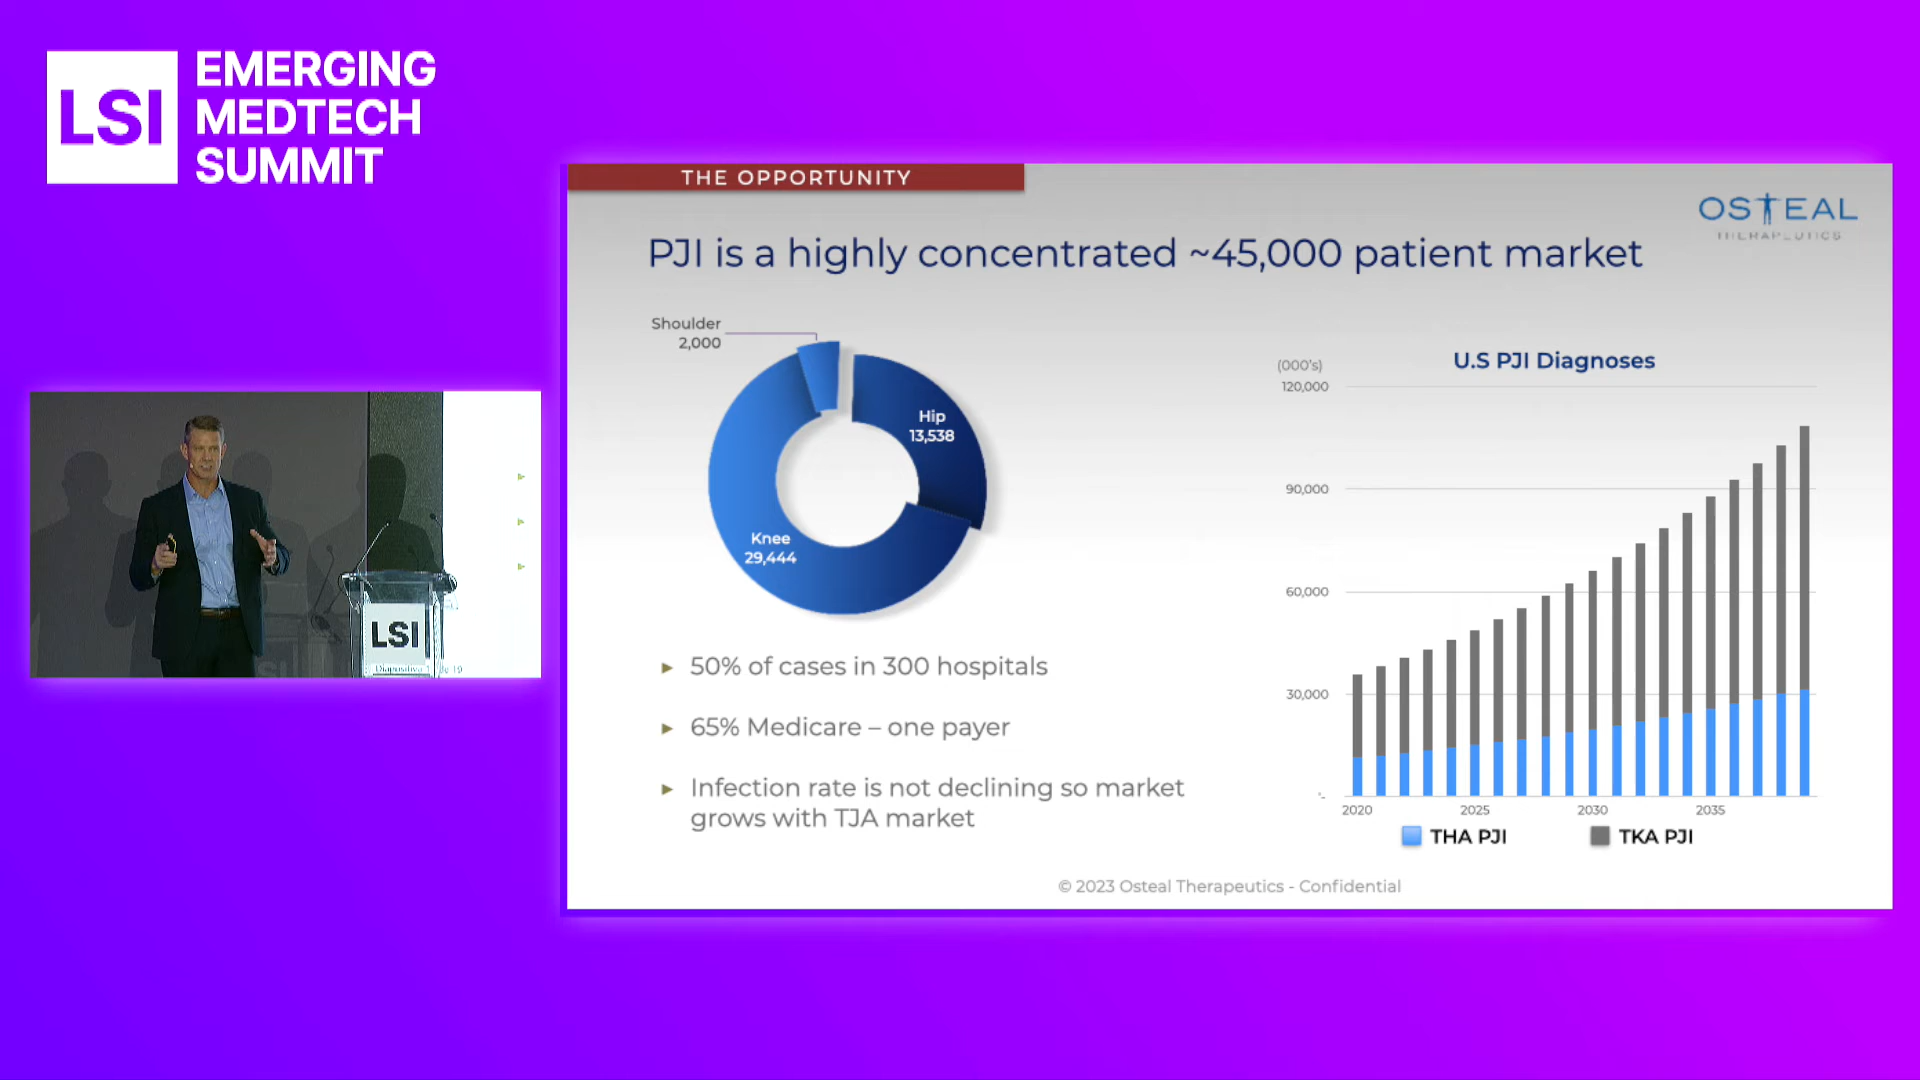 LSI
EMERGING
MEDTECH
SUMMIT
THE OPPORTUNITY
OSTEAL
THERAPEUTICS
PJI is a highly concentrated ~45,000 patient market
Shoulder
2,000
Hip
13,538
Knee
29,444
► 50% of cases in 300 hospitals
► 65% Medicare – one payer
► Infection rate is not declining so market
grows with TJA market
U.S PJI Diagnoses
(000's)
120,000
90,000
60,000
30,000
2020 2025 2030 2035
THA PJI TKA PJI
© 2023 Osteal Therapeutics - Confidential
LSI